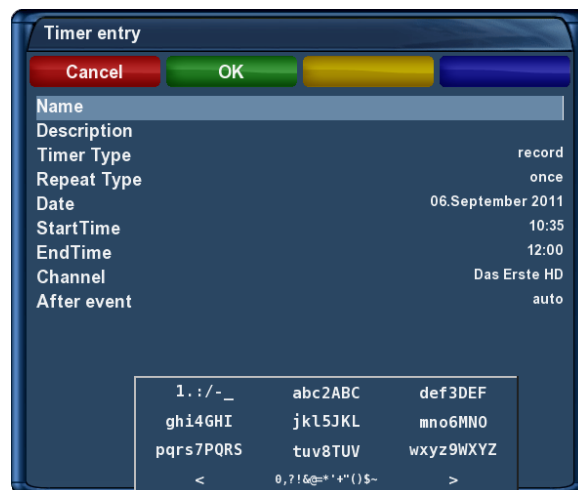 Timer entry
Cancel OK
Name
Description
Timer Type record
Repeat Type once
Date 06.September 2011
StartTime 10:35
EndTime 12:00
Channel Das Erste HD
After event auto
1.:/-_ abc2ABC def3DEF
ghi4GHI jkl5JKL mno6MNO
pqrs7PQRS tuv8TUV wxyz9WXYZ
< 0,?!&@=*'+"()$~ >